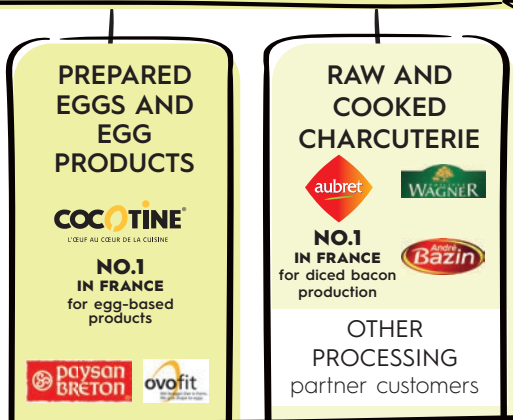 PREPARED
EGGS AND
EGG
PRODUCTS
COCOTINE®
L'ŒUF AU CŒUR DE LA CUISINE
NO.1
IN FRANCE
for egg-based
products
paysan
BRETON
ovofit
RAW AND
COOKED
CHARCUTERIE
aubret
WAGNER
NO.1
IN FRANCE
for diced bacon
production
André
Bazin
OTHER
PROCESSING
partner customers